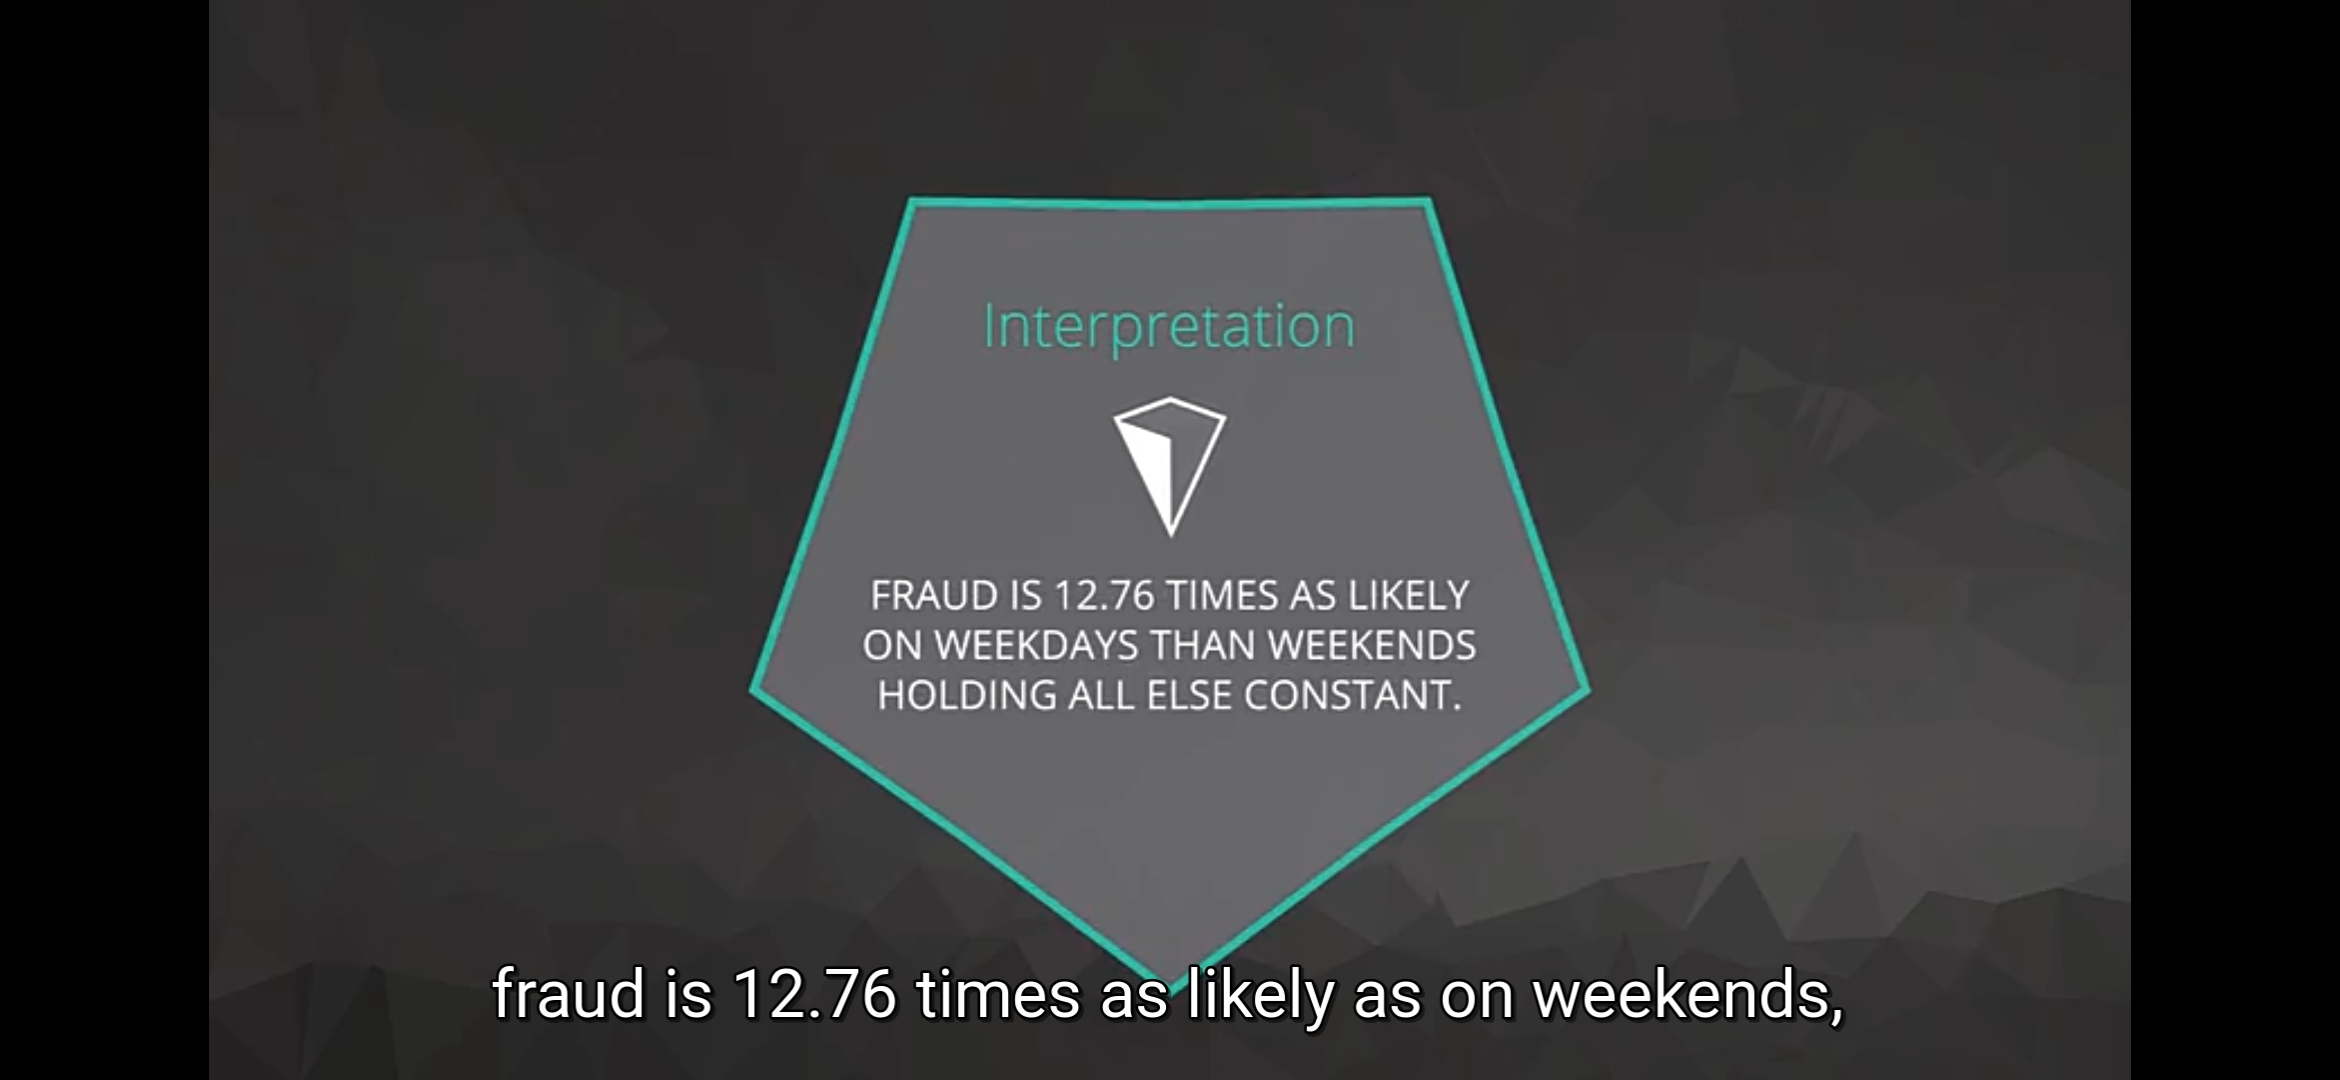 Interpretation
FRAUD IS 12.76 TIMES AS LIKELY
ON WEEKDAYS THAN WEEKENDS
HOLDING ALL ELSE CONSTANT.
fraud is 12.76 times as likely as on weekends,